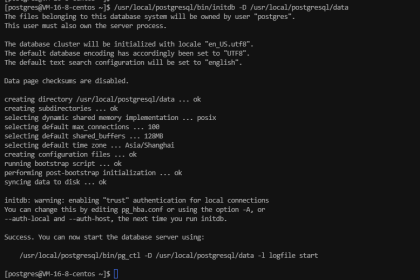 [postgres@VM-16-8-centos ~]$ /usr/local/postgresql/bin/initdb -D /usr/local/postgresql/data
The files belonging to this database system will be owned by user "postgres".
This user must also own the server process.
The database cluster will be initialized with locale "en_US.utf8".
The default database encoding has accordingly been set to "UTF8".
The default text search configuration will be set to "english".
Data page checksums are disabled.
creating directory /usr/local/postgresql/data ... ok
creating subdirectories ... ok
selecting dynamic shared memory implementation ... posix
selecting default max_connections ... 100
selecting default shared_buffers ... 128MB
selecting default time zone ... Asia/Shanghai
creating configuration files ... ok
running bootstrap script ... ok
performing post-bootstrap initialization ... ok
syncing data to disk ... ok
initdb: warning: enabling "trust" authentication for local connections
You can change this by editing pg_hba.conf or using the option -A, or
--auth-local and --auth-host, the next time you run initdb.
Success. You can now start the database server using:
/usr/local/postgresql/bin/pg_ctl -D /usr/local/postgresql/data -l logfile start
[postgres@VM-16-8-centos ~]$